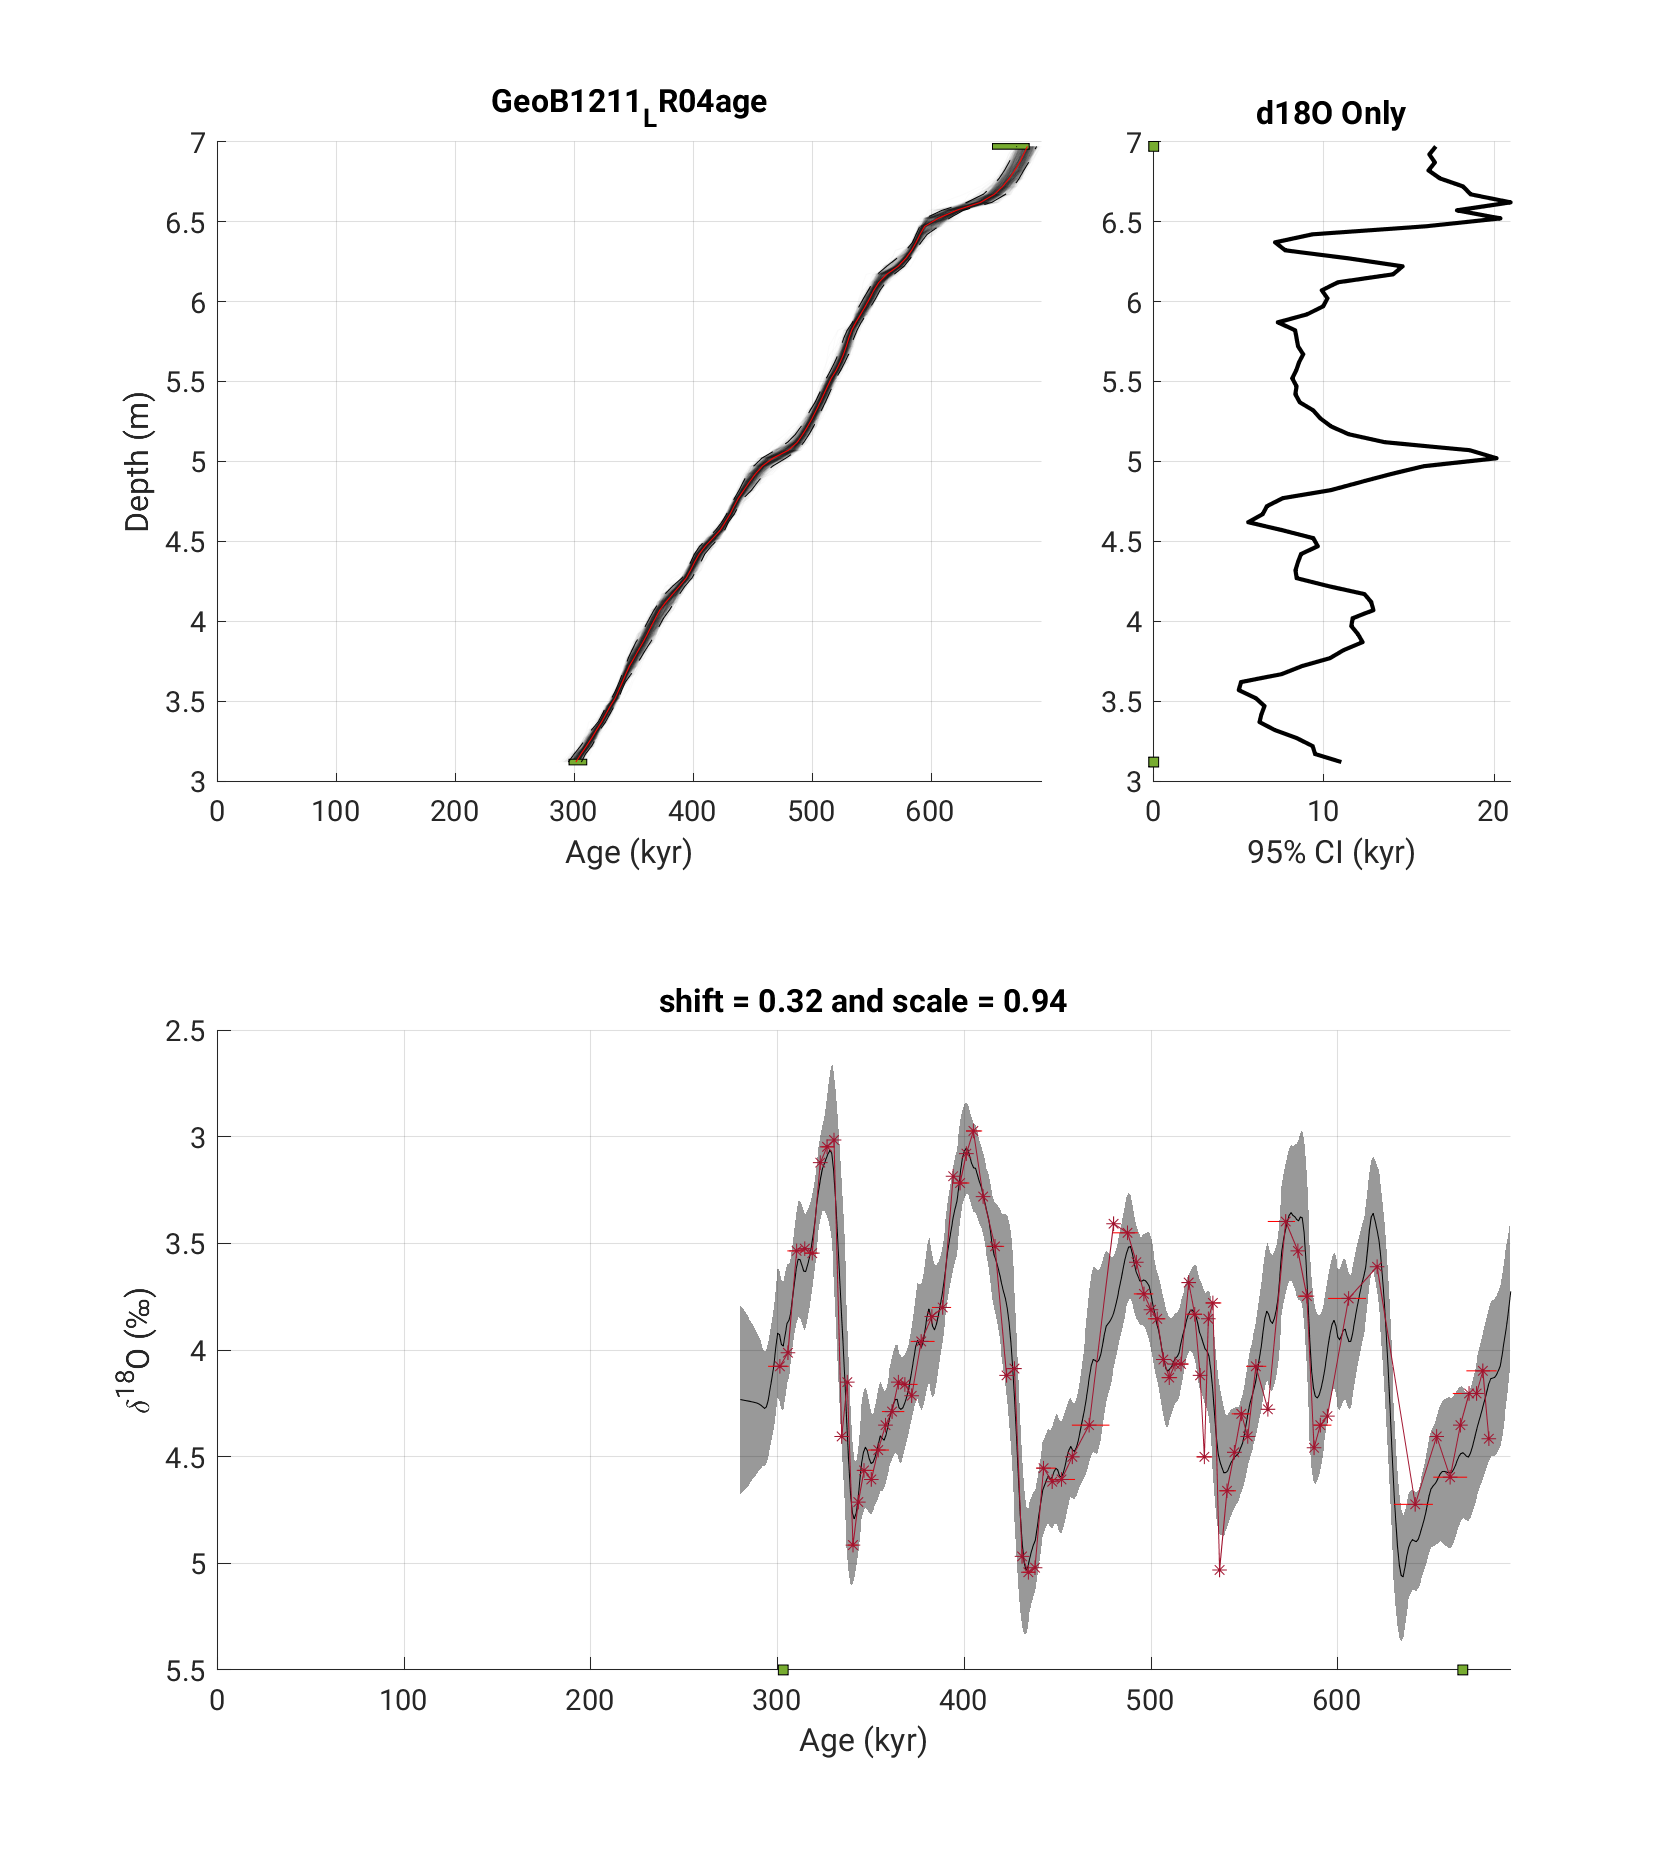 GeoB1211LR04age
7
6.5
6
5.5
5
4.5
4
3.5
3
Depth (m)
0 100 200 300 400 500 600
Age (kyr)
d18O Only
7
6.5
6
5.5
5
4.5
4
3.5
3
0 10 20
95% CI (kyr)
shift = 0.32 and scale = 0.94
2.5
3
3.5
4
4.5
5
5.5
δ18O (‰)
0 100 200 300 400 500 600
Age (kyr)